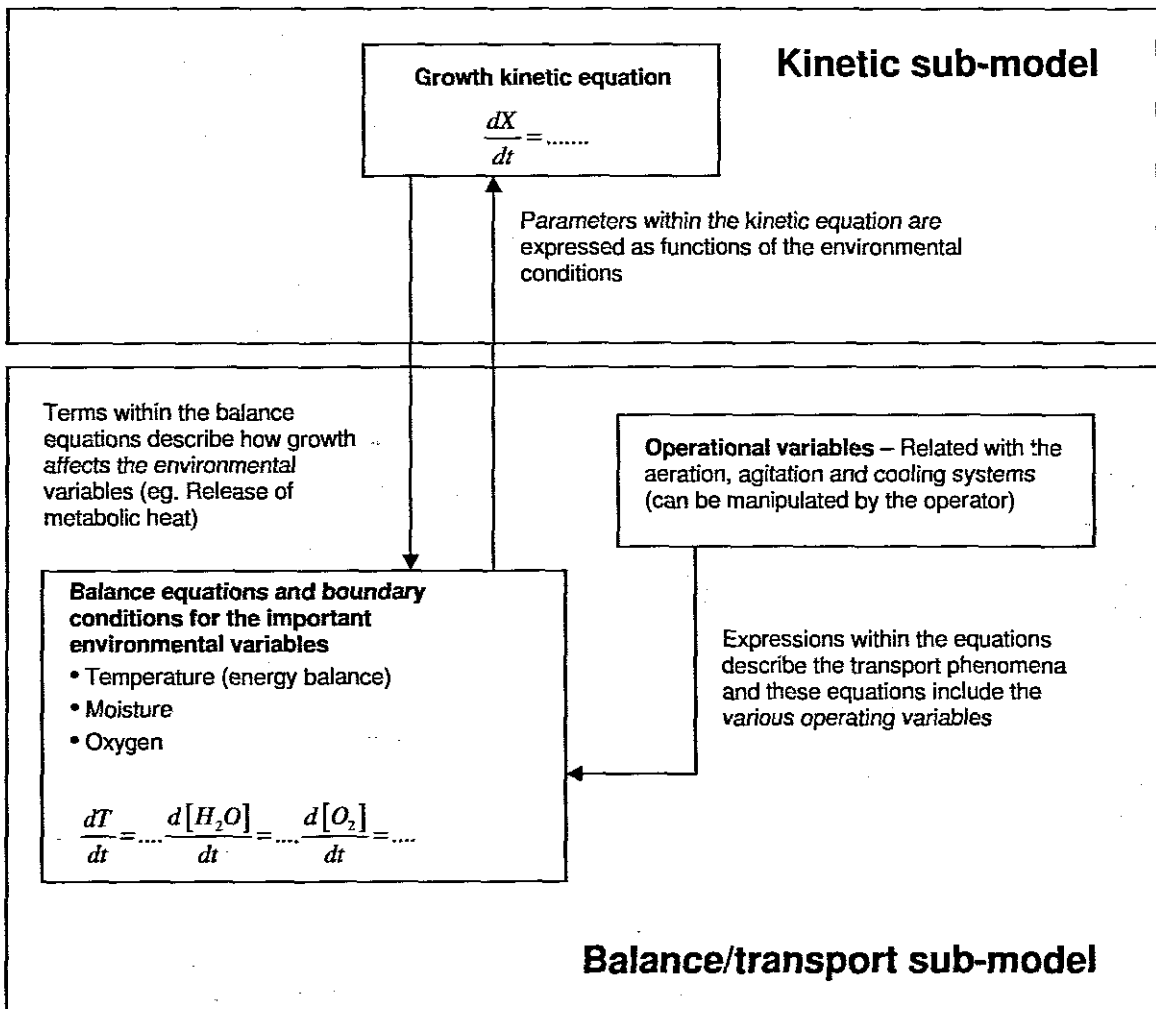 Kinetic sub-model
Growth kinetic equation
dX/dt = .......
Parameters within the kinetic equation are
expressed as functions of the environmental
conditions
Terms within the balance
equations describe how growth
affects the environmental
variables (eg. Release of
metabolic heat)
Operational variables – Related with the
aeration, agitation and cooling systems
(can be manipulated by the operator)
Balance equations and boundary
conditions for the important
environmental variables
• Temperature (energy balance)
• Moisture
• Oxygen
Expressions within the equations
describe the transport phenomena
and these equations include the
various operating variables
dT/dt = .... d[H₂O]/dt = .... d[O₂]/dt = ....
Balance/transport sub-model